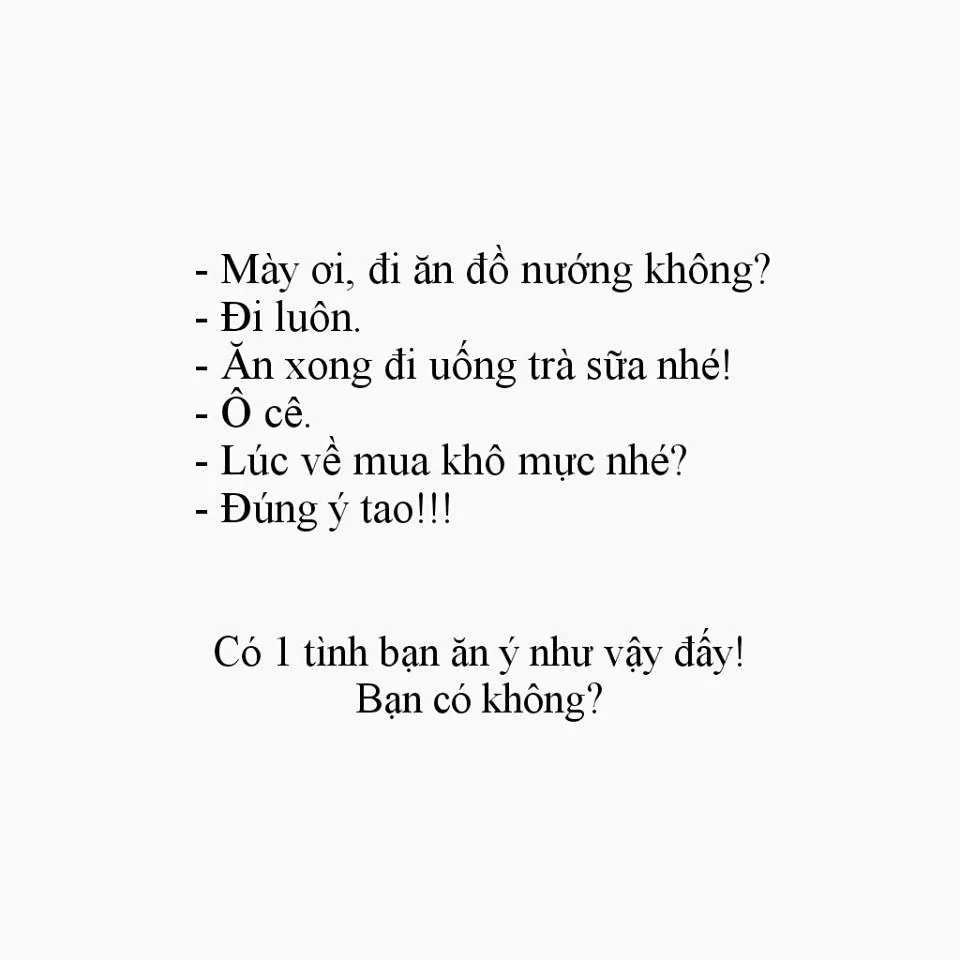 - Mày ơi, đi ăn đồ nướng không?
- Đi luôn.
- Ăn xong đi uống trà sữa nhé!
- Ô cê.
- Lúc về mua khô mực nhé?
- Đúng ý tao!!!
Có 1 tình bạn ăn ý như vậy đấy!
Bạn có không?